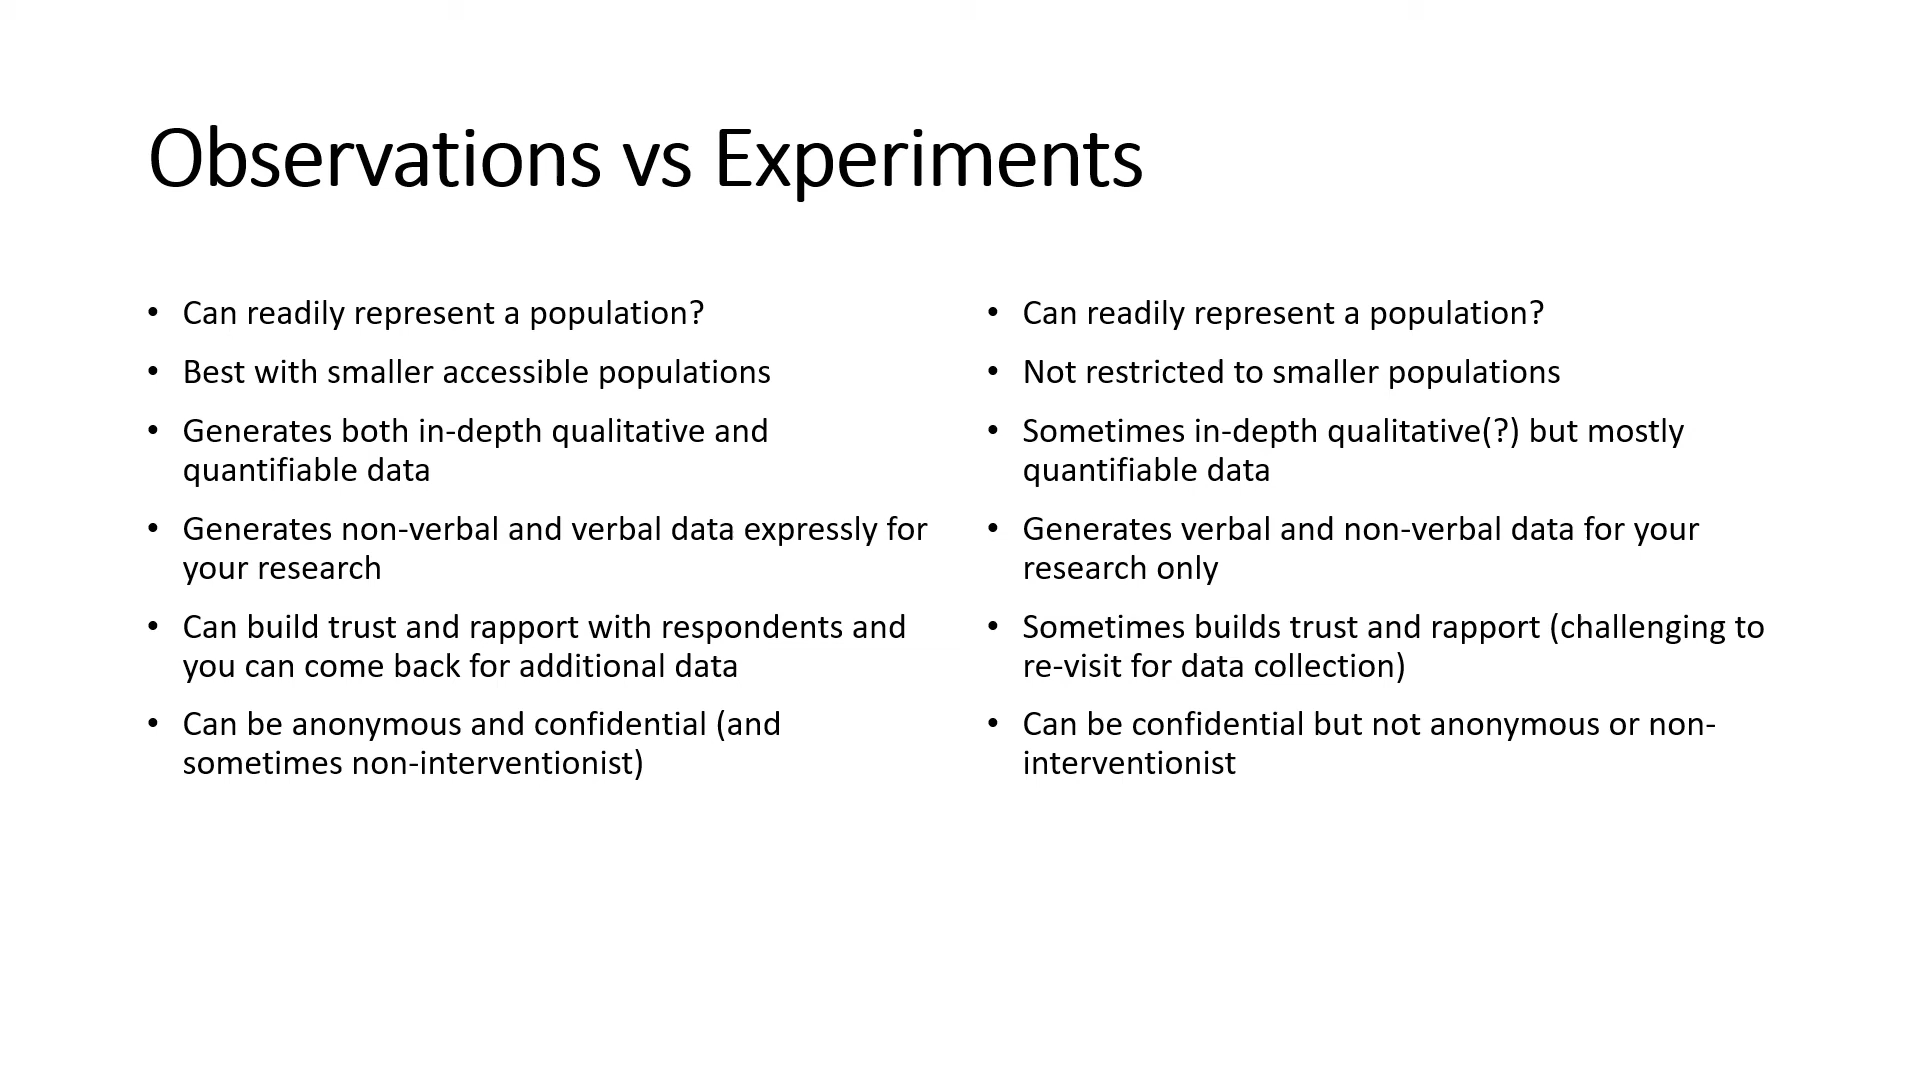 Observations vs Experiments
• Can readily represent a population?
• Best with smaller accessible populations
• Generates both in-depth qualitative and
quantifiable data
• Generates non-verbal and verbal data expressly for
your research
• Can build trust and rapport with respondents and
you can come back for additional data
• Can be anonymous and confidential (and
sometimes non-interventionist)
• Can readily represent a population?
• Not restricted to smaller populations
• Sometimes in-depth qualitative(?) but mostly
quantifiable data
• Generates verbal and non-verbal data for your
research only
• Sometimes builds trust and rapport (challenging to
re-visit for data collection)
• Can be confidential but not anonymous or non-
interventionist